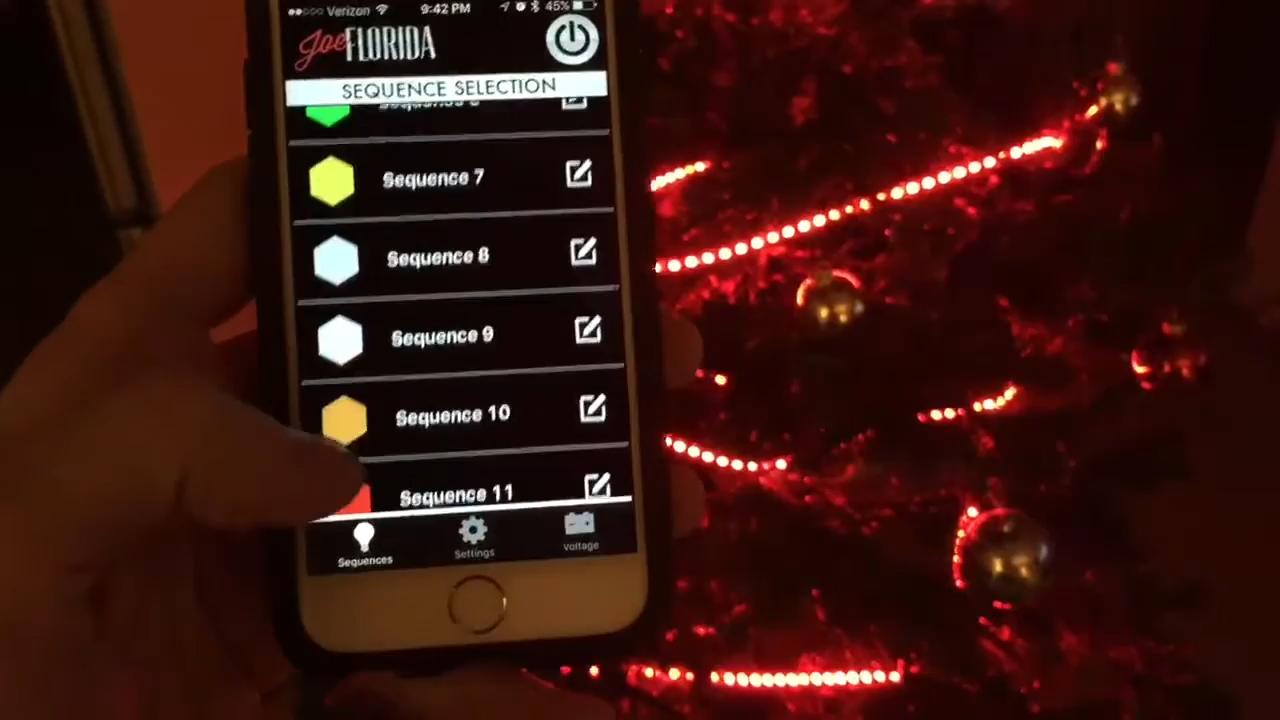 Verizon 9:42 PM 45%
Joe FLORIDA
SEQUENCE SELECTION
Sequence 7
Sequence 8
Sequence 9
Sequence 10
Sequence 11
Sequences Settings Voltage